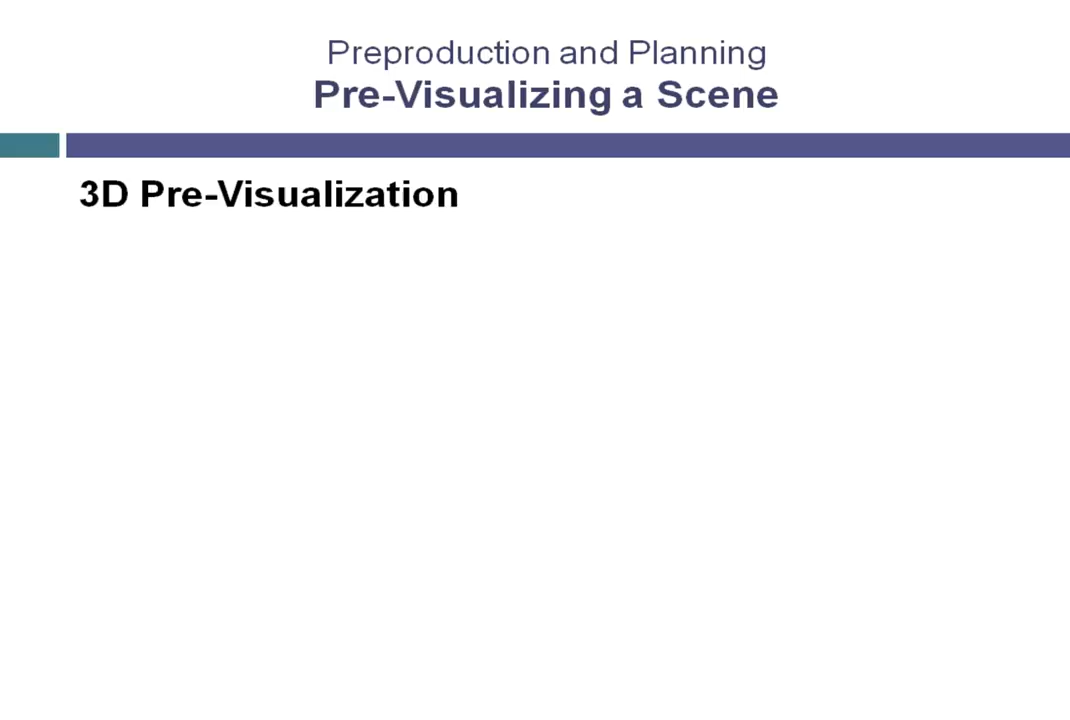 Preproduction and Planning
Pre-Visualizing a Scene
3D Pre-Visualization